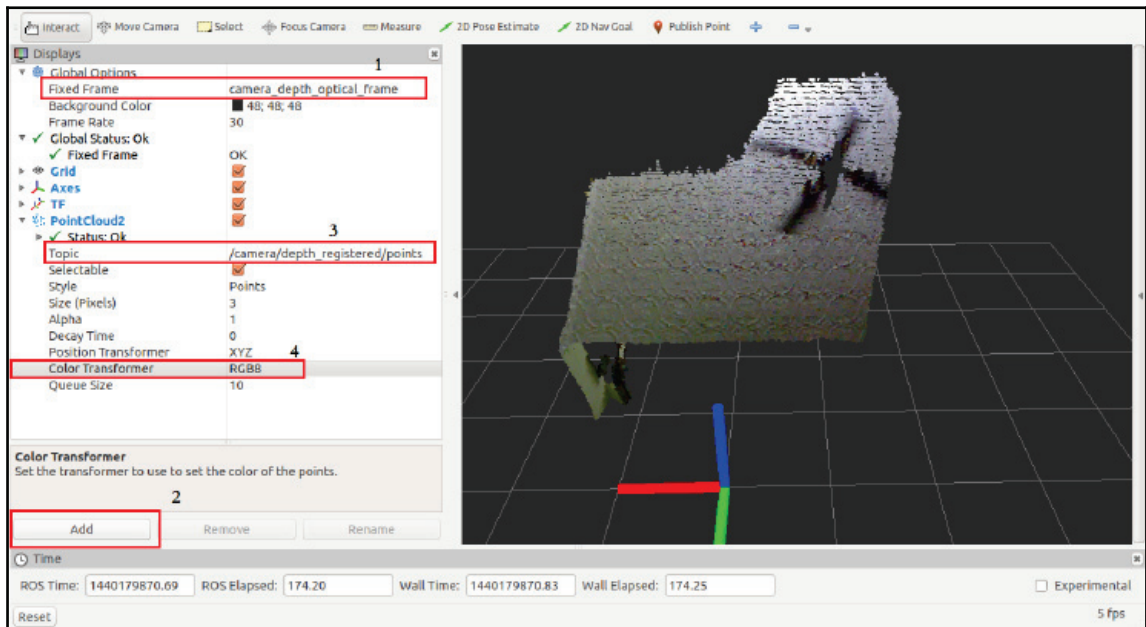 Interact Move Camera Select Focus Camera Measure 2D Pose Estimate 2D Nav Goal Publish Point
Displays
1
Global Options
Fixed Frame camera_depth_optical_frame
Background Color 48; 48; 48
Frame Rate 30
Global Status: Ok
Fixed Frame OK
Grid
Axes
TF
PointCloud2
Status: Ok
3
Topic /camera/depth_registered/points
Selectable
Style Points
Size (Pixels) 3
Alpha 1
Decay Time 0
Position Transformer XYZ 4
Color Transformer RGB8
Queue Size 10
Color Transformer
Set the transformer to use to set the color of the points.
2
Add Remove Rename
Time
ROS Time: 1440179870.69 ROS Elapsed: 174.20 Wall Time: 1440179870.83 Wall Elapsed: 174.25 Experimental
Reset 5 fps